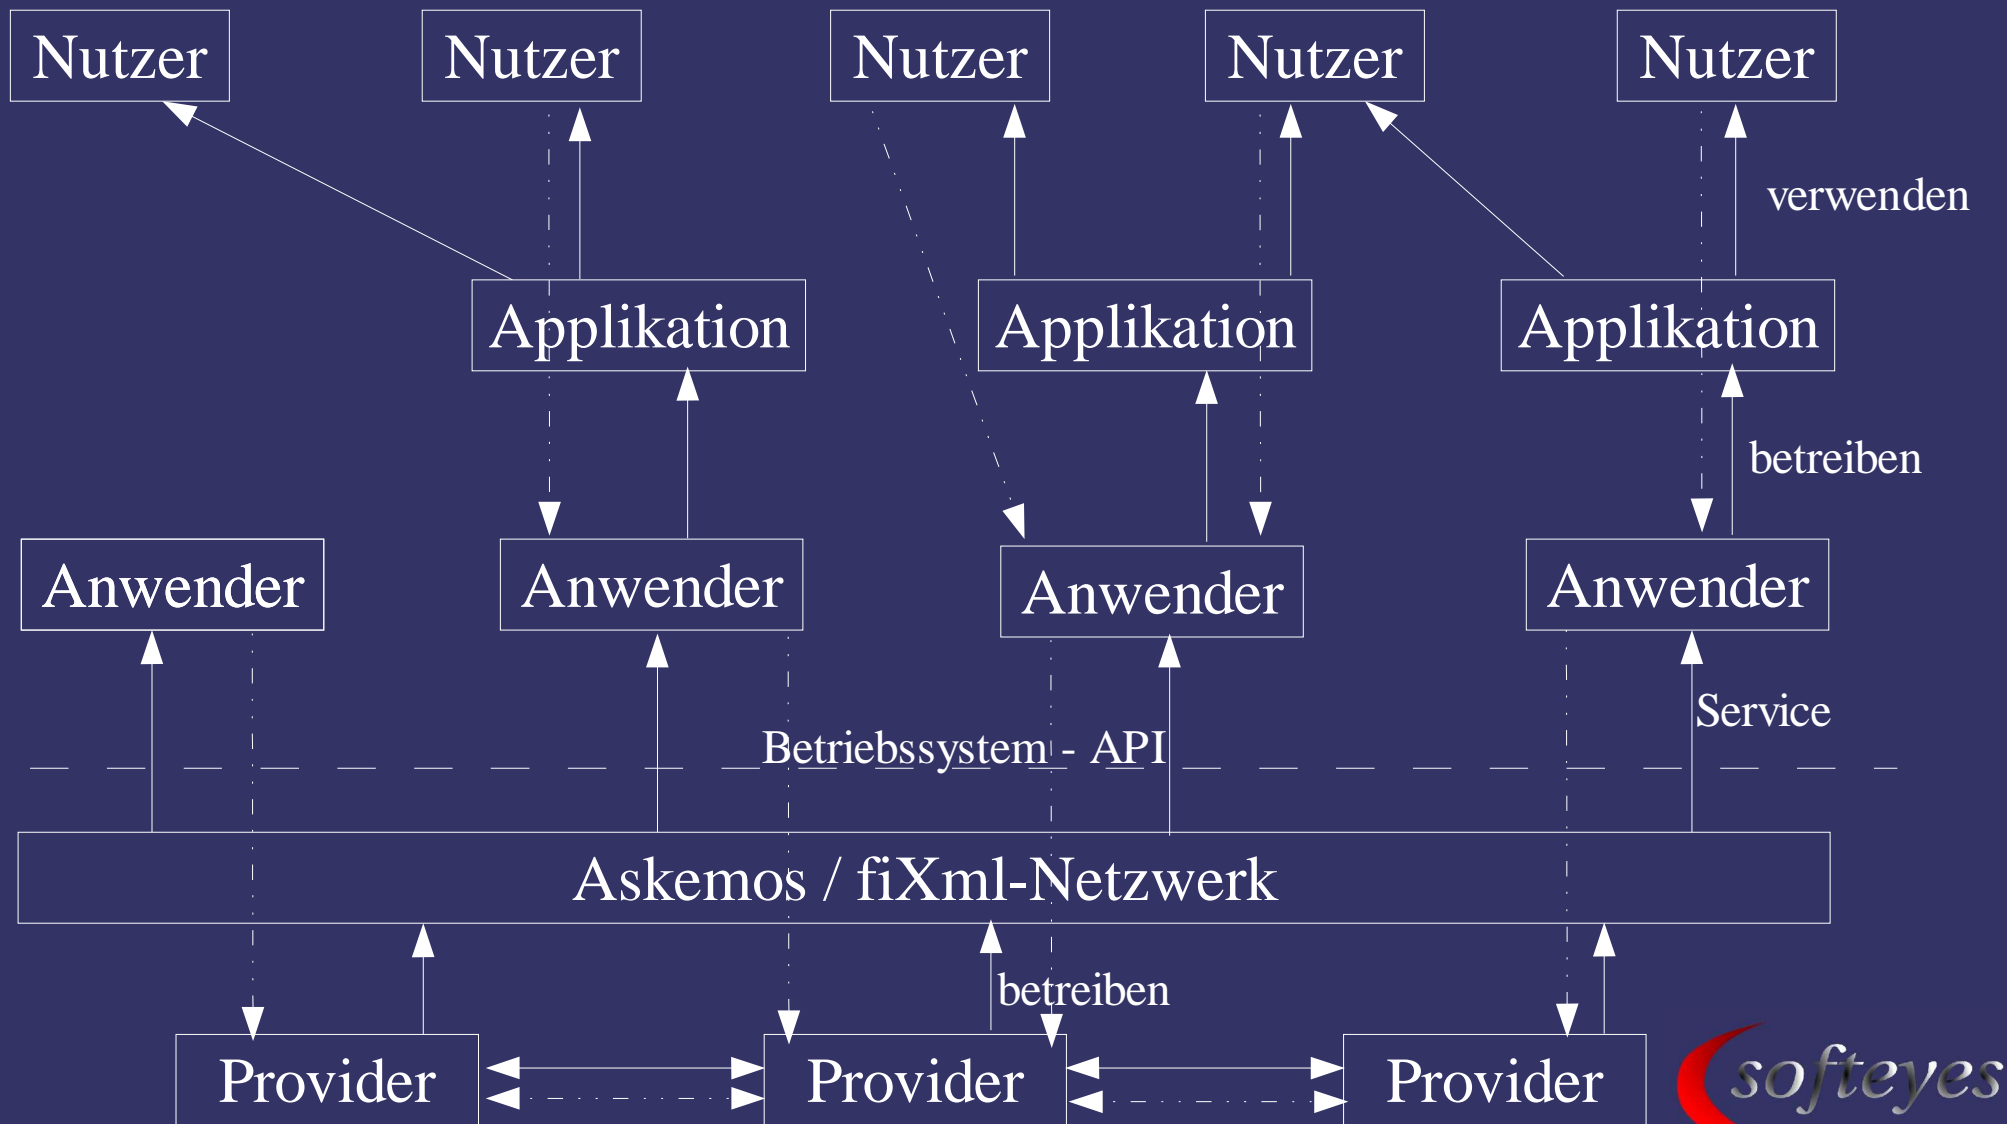 Nutzer Nutzer Nutzer Nutzer Nutzer
verwenden
Applikation Applikation Applikation
betreiben
Anwender Anwender Anwender Anwender
Service
Betriebssystem - API
Askemos / fiXml-Netzwerk
betreiben
Provider Provider Provider
softeyes